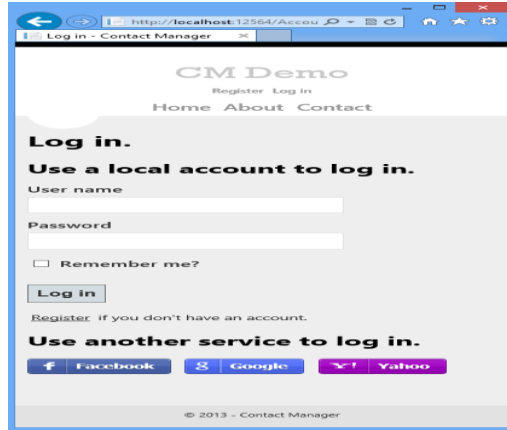 http://localhost:12564/Accou
Log in - Contact Manager
CM Demo
Register Log in
Home About Contact
Log in.
Use a local account to log in.
User name
Password
Remember me?
Log in
Register if you don't have an account.
Use another service to log in.
f Facebook 8 Google Y! Yahoo
© 2013 - Contact Manager